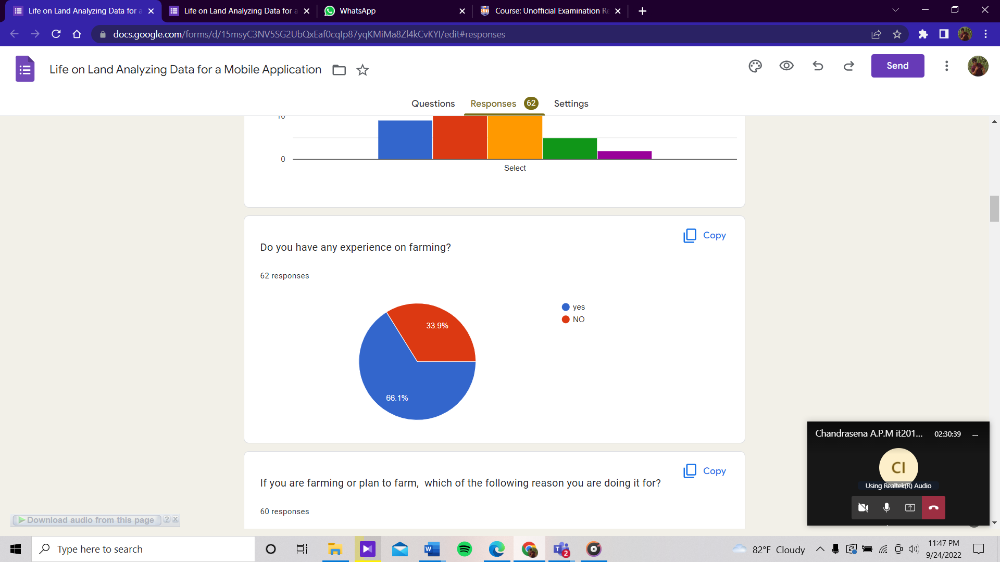 Life on Land Analyzing Data for a
Life on Land Analyzing Data for a
WhatsApp
Course: Unofficial Examination Re
docs.google.com/forms/d/15msyC3NV5SG2UbQxEaf0cqIp87yqKMiMa8Zl4kCvKYI/edit#responses
Life on Land Analyzing Data for a Mobile Application
Send
Questions
Responses 62
Settings
10
0
Select
Copy
Do you have any experience on farming?
62 responses
yes
NO
33.9%
66.1%
Copy
If you are farming or plan to farm,  which of the following reason you are doing it for?
60 responses
Chandrasena A.P.M it201...
02:30:39
CI
Using Realtek(R) Audio
Download audio from this page
? X
Type here to search
W
T
2
82°F Cloudy
11:47 PM
9/24/2022